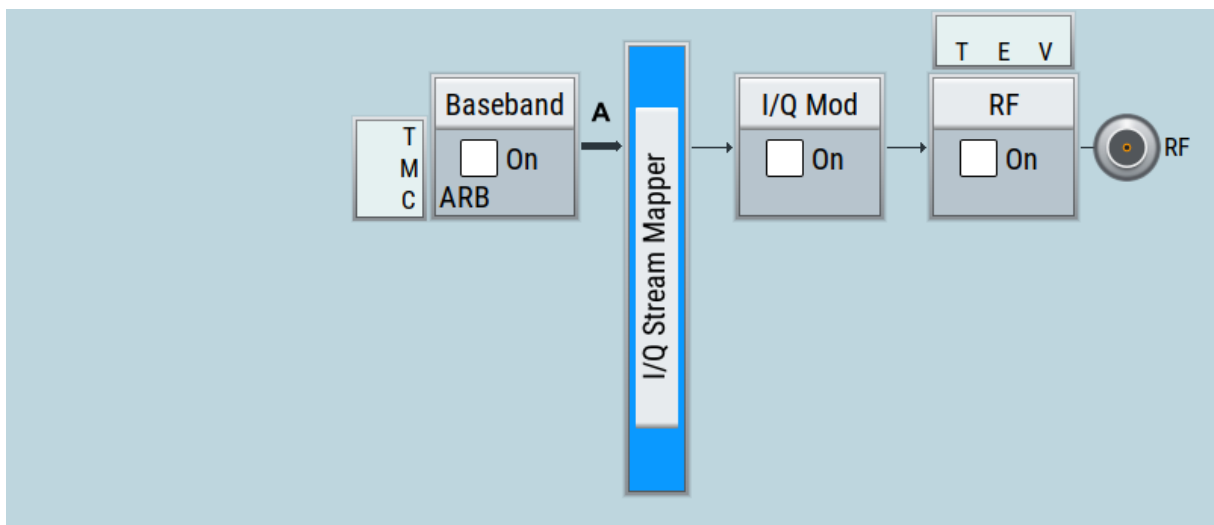 T E V
Baseband
A
I/Q Mod
RF
T
M
C
On
On
On
RF
ARB
I/Q Stream Mapper